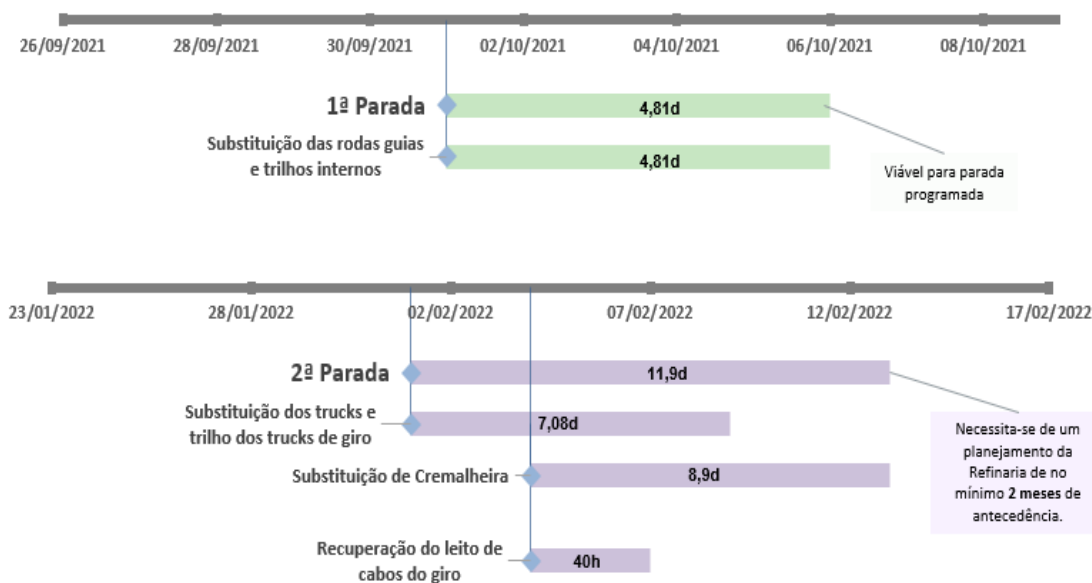 26/09/2021 28/09/2021 30/09/2021 02/10/2021 04/10/2021 06/10/2021 08/10/2021
1ª Parada
4,81d
Substituição das rodas guias
e trilhos internos
4,81d
Viável para parada
programada
23/01/2022 28/01/2022 02/02/2022 07/02/2022 12/02/2022 17/02/2022
2ª Parada
11,9d
Substituição dos trucks e
trilho dos trucks de giro
7,08d
Substituição de Cremalheira
8,9d
Necessita-se de um
planejamento da
Refinaria de no
mínimo 2 meses de
antecedência.
Recuperação do leito de
cabos do giro
40h